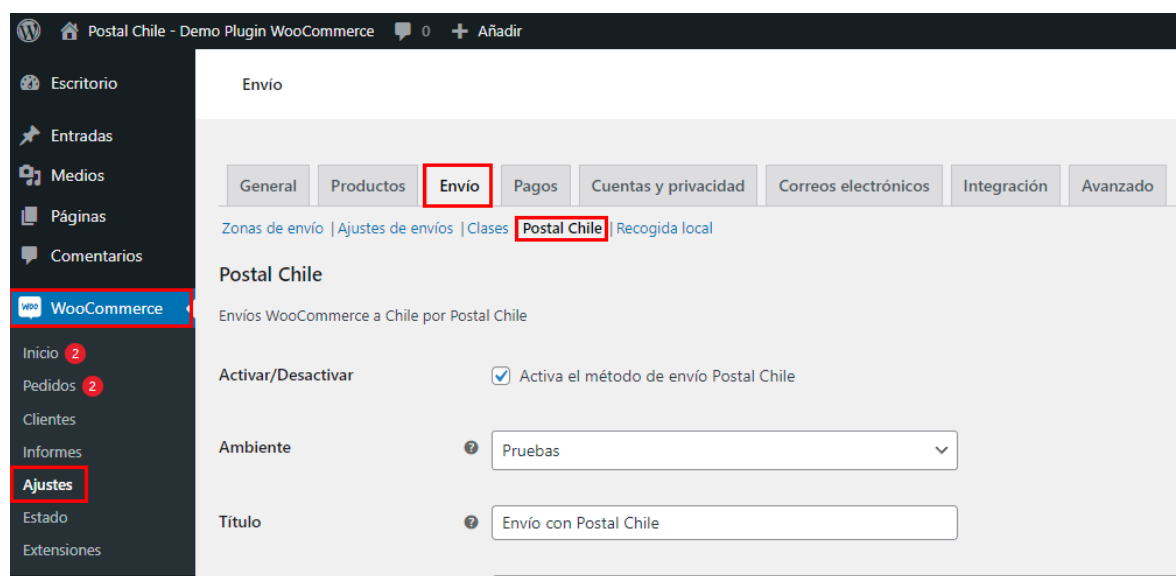 Postal Chile - Demo Plugin WooCommerce 0 + Añadir
Escritorio
Entradas
Medios
Páginas
Comentarios
WOO WooCommerce
Inicio 2
Pedidos 2
Clientes
Informes
Ajustes
Estado
Extensiones
Envío
General Productos Envío Pagos Cuentas y privacidad Correos electrónicos Integración Avanzado
Zonas de envío | Ajustes de envíos | Clases | Postal Chile | Recogida local
Postal Chile
Envíos WooCommerce a Chile por Postal Chile
Activar/Desactivar Activa el método de envío Postal Chile
Ambiente ? Pruebas
Título ? Envío con Postal Chile